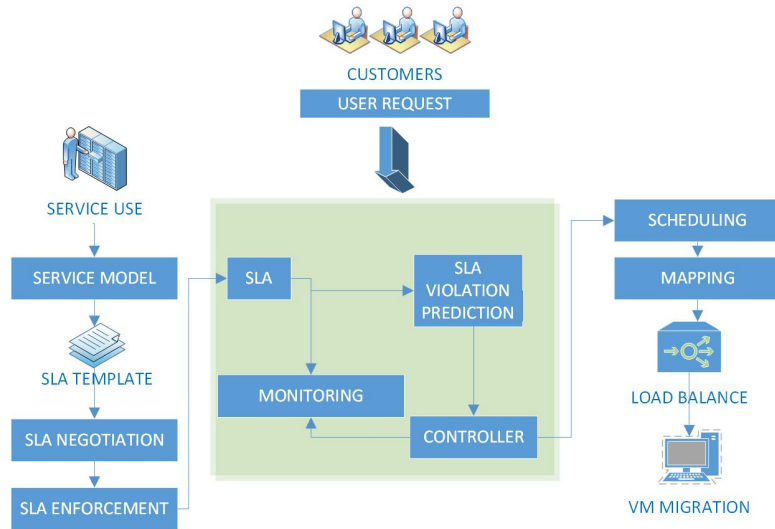 CUSTOMERS
USER REQUEST
SERVICE USE
SERVICE MODEL
SLA TEMPLATE
SLA NEGOTIATION
SLA ENFORCEMENT
SLA
SLA
VIOLATION
PREDICTION
MONITORING
CONTROLLER
SCHEDULING
MAPPING
LOAD BALANCE
VM MIGRATION